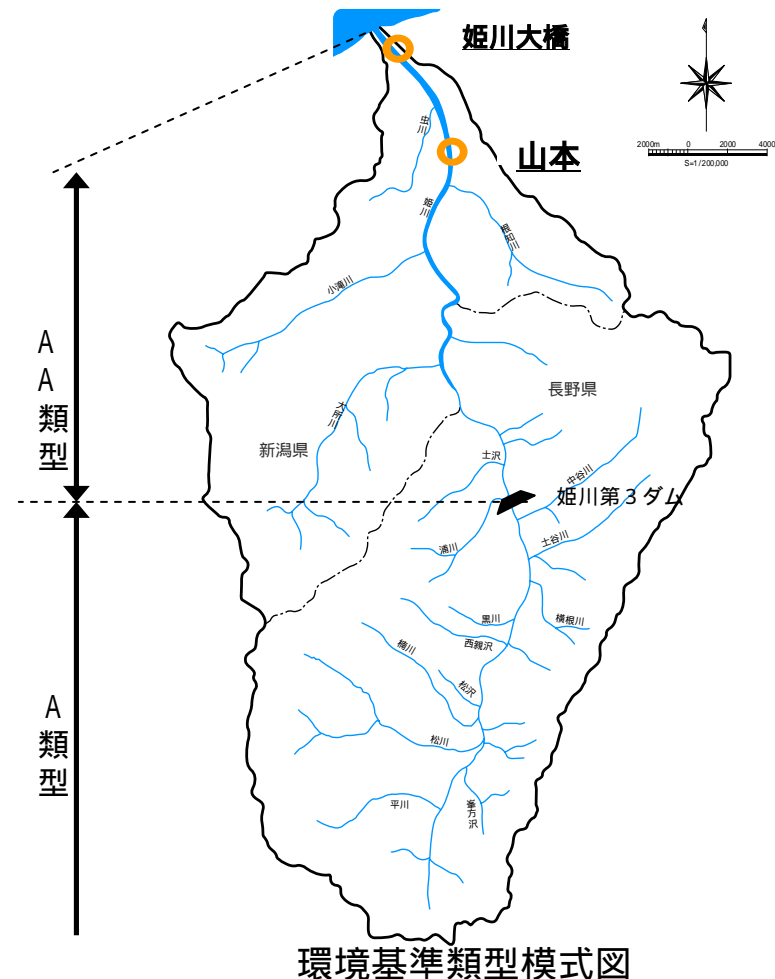 姫川大橋
2000m 0 2000 4000
S=1/200,000
虫川
山本
姫川
根知川
小滝川
AA類型
長野県
大所川
新潟県
土沢
中谷川
姫川第3ダム
土谷川
浦川
黒川
横根川
西親沢
楠川
松沢
A類型
松川
平川
峯方沢
環境基準類型模式図